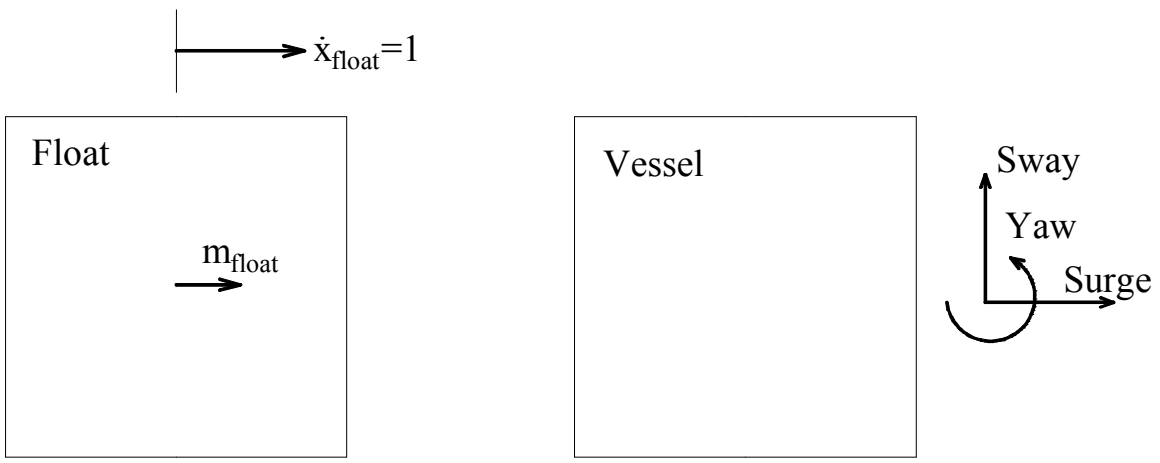 ẋfloat=1
Float
Vessel
Sway
Yaw
mfloat
Surge